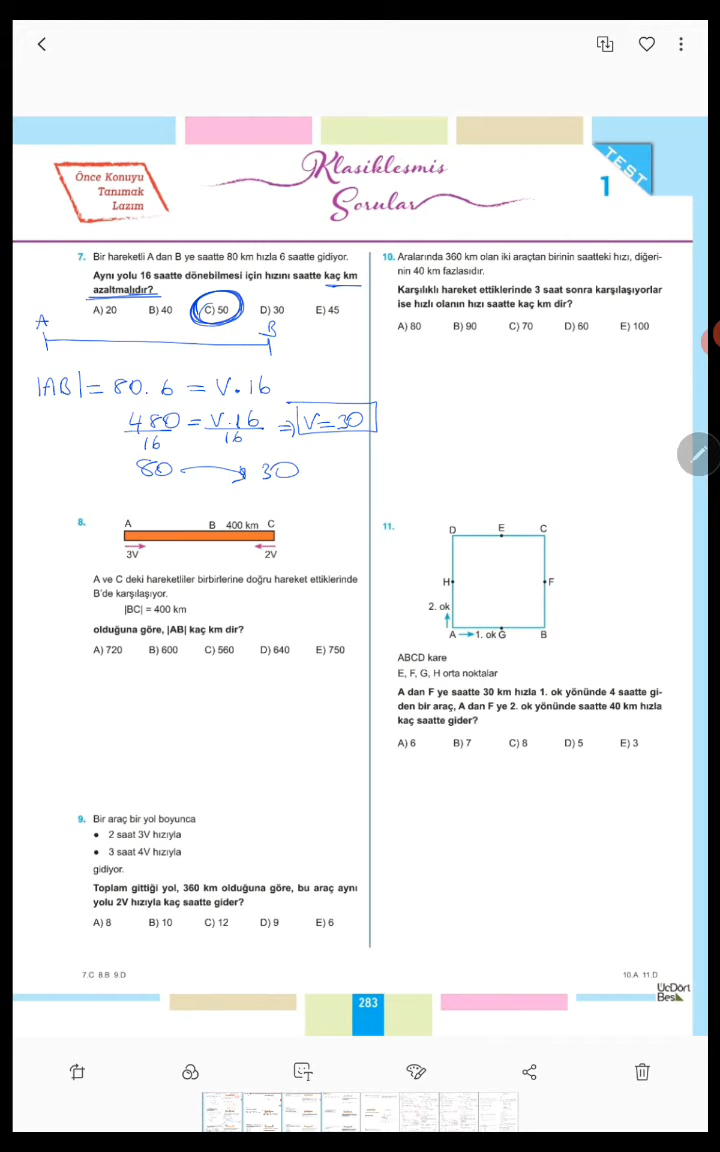 Önce Konuyu
Tanımak
Lazım
Klasikleşmiş
Sorular
TEST
1
7. Bir hareketli A dan B ye saatte 80 km hızla 6 saatte gidiyor.
Aynı yolu 16 saatte dönebilmesi için hızını saatte kaç km
azaltmalıdır?
A) 20 B) 40 C) 50 D) 30 E) 45
A B
|AB| = 80.6 = V.16
480/16 = V.16/16 ⇒ V=30
80 → 30
8.
A B 400 km C
3V 2V
A ve C deki hareketliler birbirlerine doğru hareket ettiklerinde
B'de karşılaşıyor.
|BC| = 400 km
olduğuna göre, |AB| kaç km dir?
A) 720 B) 600 C) 560 D) 640 E) 750
9. Bir araç bir yol boyunca
• 2 saat 3V hızıyla
• 3 saat 4V hızıyla
gidiyor.
Toplam gittiği yol, 360 km olduğuna göre, bu araç aynı
yolu 2V hızıyla kaç saatte gider?
A) 8 B) 10 C) 12 D) 9 E) 6
10. Aralarında 360 km olan iki araçtan birinin saatteki hızı, diğeri-
nin 40 km fazlasıdır.
Karşılıklı hareket ettiklerinde 3 saat sonra karşılaşıyorlar
ise hızlı olanın hızı saatte kaç km dir?
A) 80 B) 90 C) 70 D) 60 E) 100
11.
D E C
H F
2. ok
A 1. ok G B
ABCD kare
E, F, G, H orta noktalar
A dan F ye saatte 30 km hızla 1. ok yönünde 4 saatte gi-
den bir araç, A dan F ye 2. ok yönünde saatte 40 km hızla
kaç saatte gider?
A) 6 B) 7 C) 8 D) 5 E) 3
7.C 8.B 9.D
10.A 11.D
283
ÜçDört
Beş